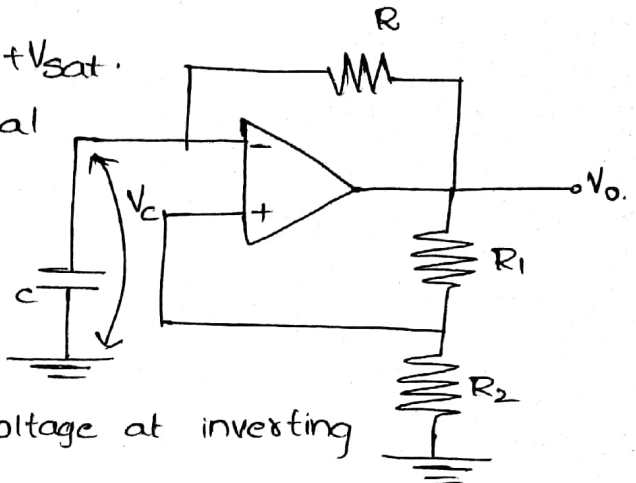 R
+Vsat.
al
-
Vc
+
Vo.
R1
C
R2
oltage at inverting